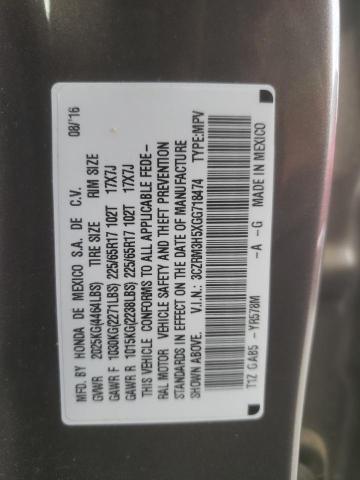 MFD. BY HONDA DE MEXICO S.A. DE C.V. 08/'16
GVWR 2025KG(4464LBS) TIRE SIZE RIM SIZE
GAWR F 1030KG(2271LBS) 225/65R17 102T 17X7J
GAWR R 1015KG(2238LBS) 225/65R17 102T 17X7J
THIS VEHICLE CONFORMS TO ALL APPLICABLE FEDE-
RAL MOTOR VEHICLE SAFETY AND THEFT PREVENTION
STANDARDS IN EFFECT ON THE DATE OF MANUFACTURE
SHOWN ABOVE. V.I.N.: 3CZRM3H5XGG718474 TYPE:MPV
T1Z GAB5 -YR578M -A -G MADE IN MEXICO